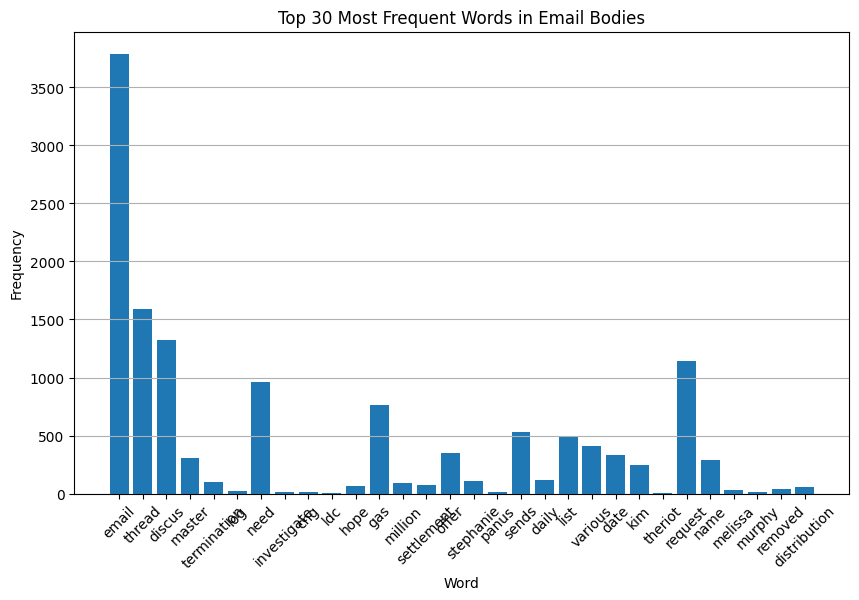 Top 30 Most Frequent Words in Email Bodies
Frequency
3500
3000
2500
2000
1500
1000
500
0
email
thread
discus
master
termination
log
need
investigate
cng
ldc
hope
gas
million
settlement
offer
stephanie
panus
sends
daily
list
various
date
kim
theriot
request
name
melissa
murphy
removed
distribution
Word